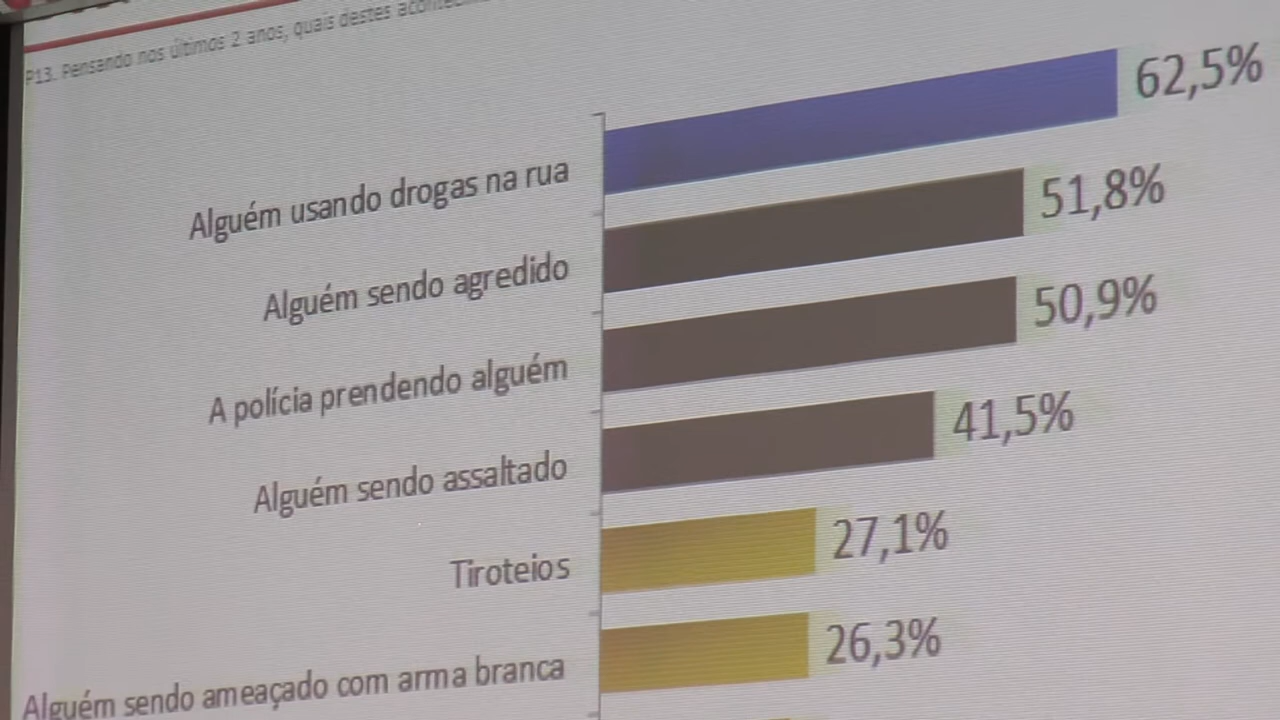 P13. Pensando nos últimos 2 anos, quais destes
62,5%
Alguém usando drogas na rua
51,8%
Alguém sendo agredido
50,9%
A polícia prendendo alguém
41,5%
Alguém sendo assaltado
27,1%
Tiroteios
26,3%
Alguém sendo ameaçado com arma branca